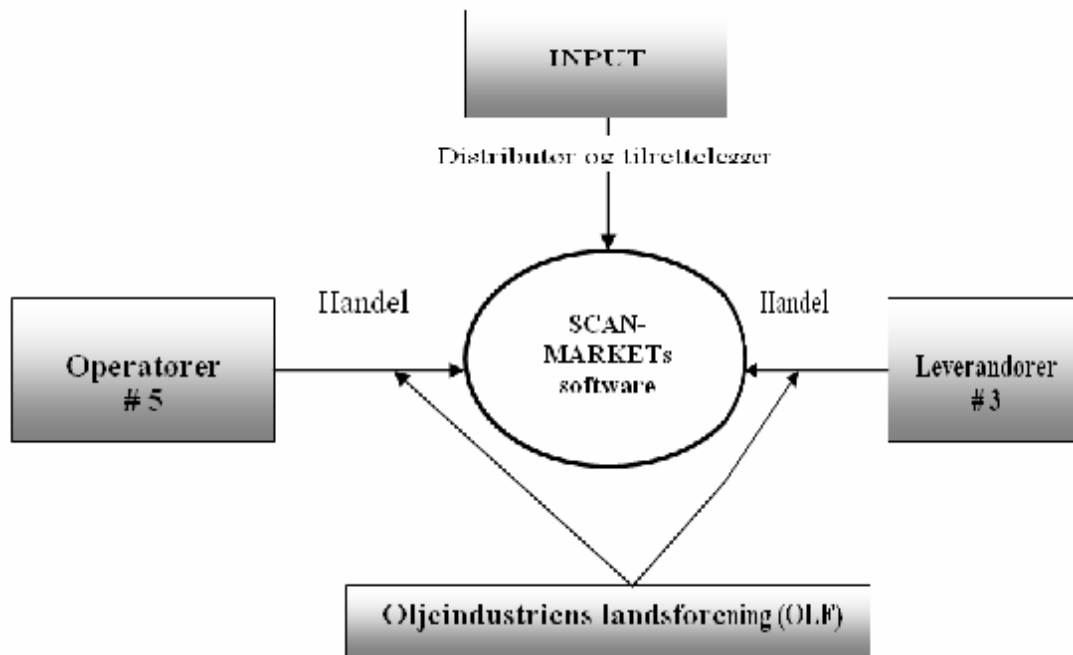 INPUT
Distributør og tilrettelegger
Handel
Handel
SCAN-
MARKETs
software
Operatører
# 5
Leverandører
# 3
Oljeindustriens landsforening (OLF)